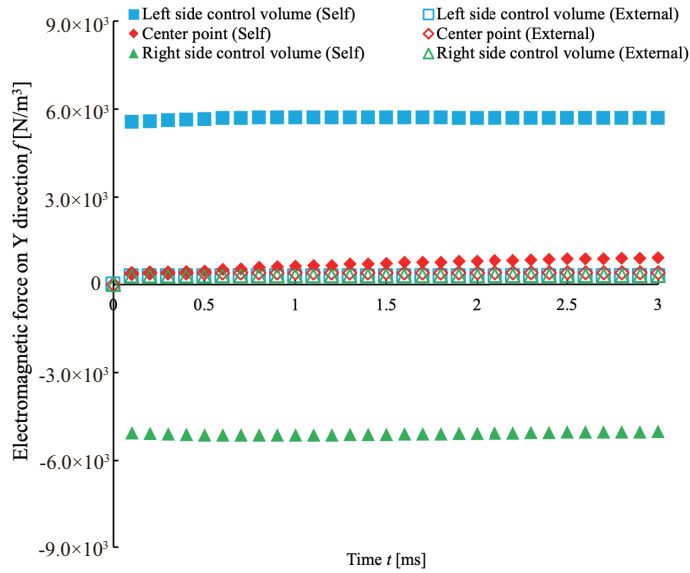 9.0×10³
■ Left side control volume (Self) □ Left side control volume (External)
◆ Center point (Self) ◇ Center point (External)
▲ Right side control volume (Self) △ Right side control volume (External)
Electromagnetic force on Y direction f [N/m³]
6.0×10³
3.0×10³
0
0 0.5 1 1.5 2 2.5 3
-3.0×10³
-6.0×10³
-9.0×10³
Time t [ms]